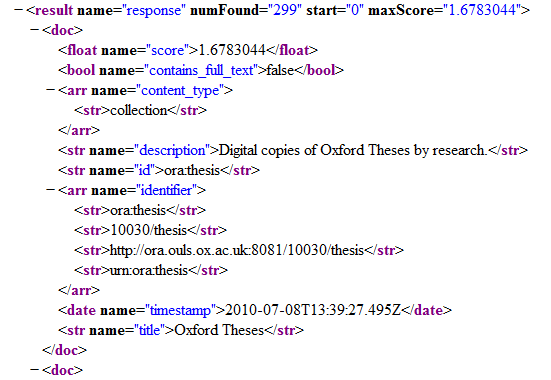 − <result name="response" numFound="299" start="0" maxScore="1.6783044">
− <doc>
<float name="score">1.6783044</float>
<bool name="contains_full_text">false</bool>
− <arr name="content_type">
<str>collection</str>
</arr>
<str name="description">Digital copies of Oxford Theses by research.</str>
<str name="id">ora:thesis</str>
− <arr name="identifier">
<str>ora:thesis</str>
<str>10030/thesis</str>
<str>http://ora.ouls.ox.ac.uk:8081/10030/thesis</str>
<str>urn:ora:thesis</str>
</arr>
<date name="timestamp">2010-07-08T13:39:27.495Z</date>
<str name="title">Oxford Theses</str>
</doc>
− <doc>